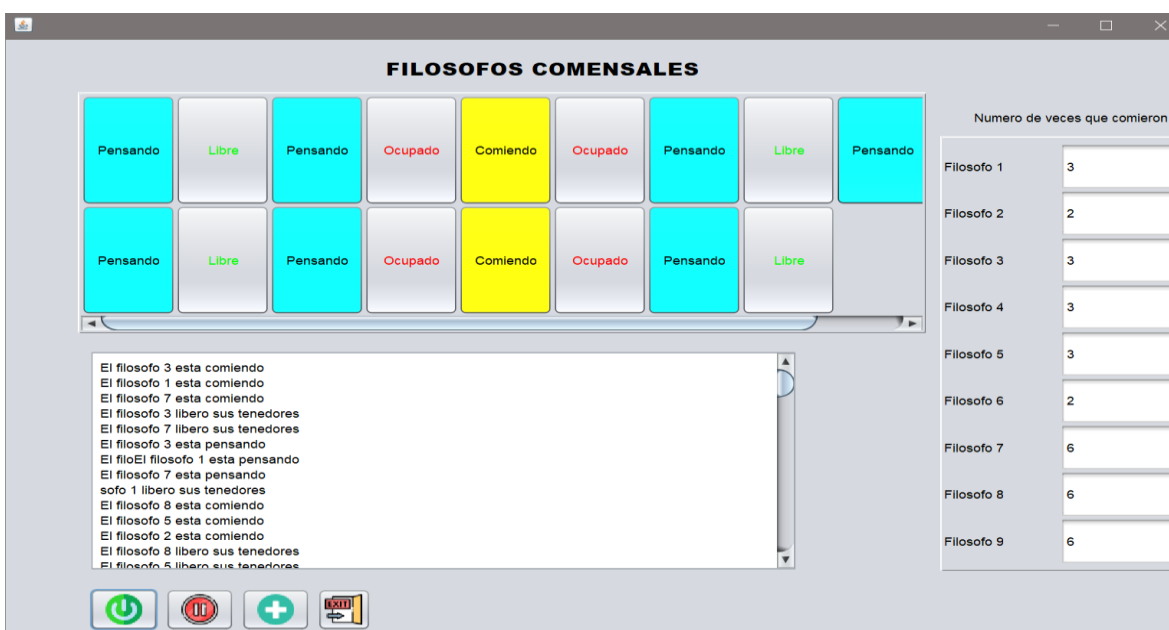 FILOSOFOS COMENSALES
Pensando Libre Pensando Ocupado Comiendo Ocupado Pensando Libre Pensando
Pensando Libre Pensando Ocupado Comiendo Ocupado Pensando Libre
El filosofo 3 esta comiendo
El filosofo 1 esta comiendo
El filosofo 7 esta comiendo
El filosofo 3 libero sus tenedores
El filosofo 7 libero sus tenedores
El filosofo 3 esta pensando
El filoEl filosofo 1 esta pensando
El filosofo 7 esta pensando
sofo 1 libero sus tenedores
El filosofo 8 esta comiendo
El filosofo 5 esta comiendo
El filosofo 2 esta comiendo
El filosofo 8 libero sus tenedores
El filosofo 5 libero sus tenedores
EXIT
Numero de veces que comieron
Filosofo 1 3
Filosofo 2 2
Filosofo 3 3
Filosofo 4 3
Filosofo 5 3
Filosofo 6 2
Filosofo 7 6
Filosofo 8 6
Filosofo 9 6